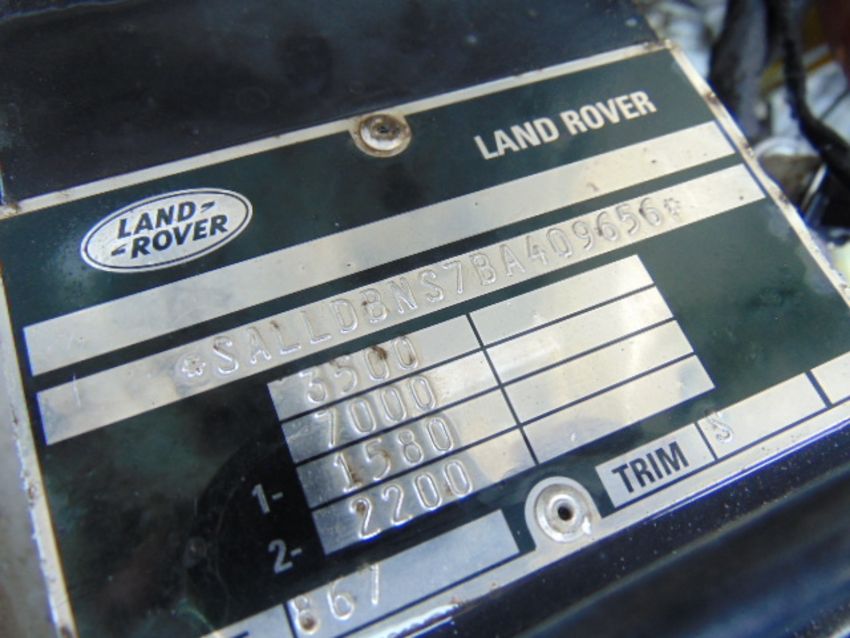 LAND ROVER
LAND
ROVER
*SALLDBNS7BA409656*
3500
7000
1- 1580
2- 2200
TRIM S
867